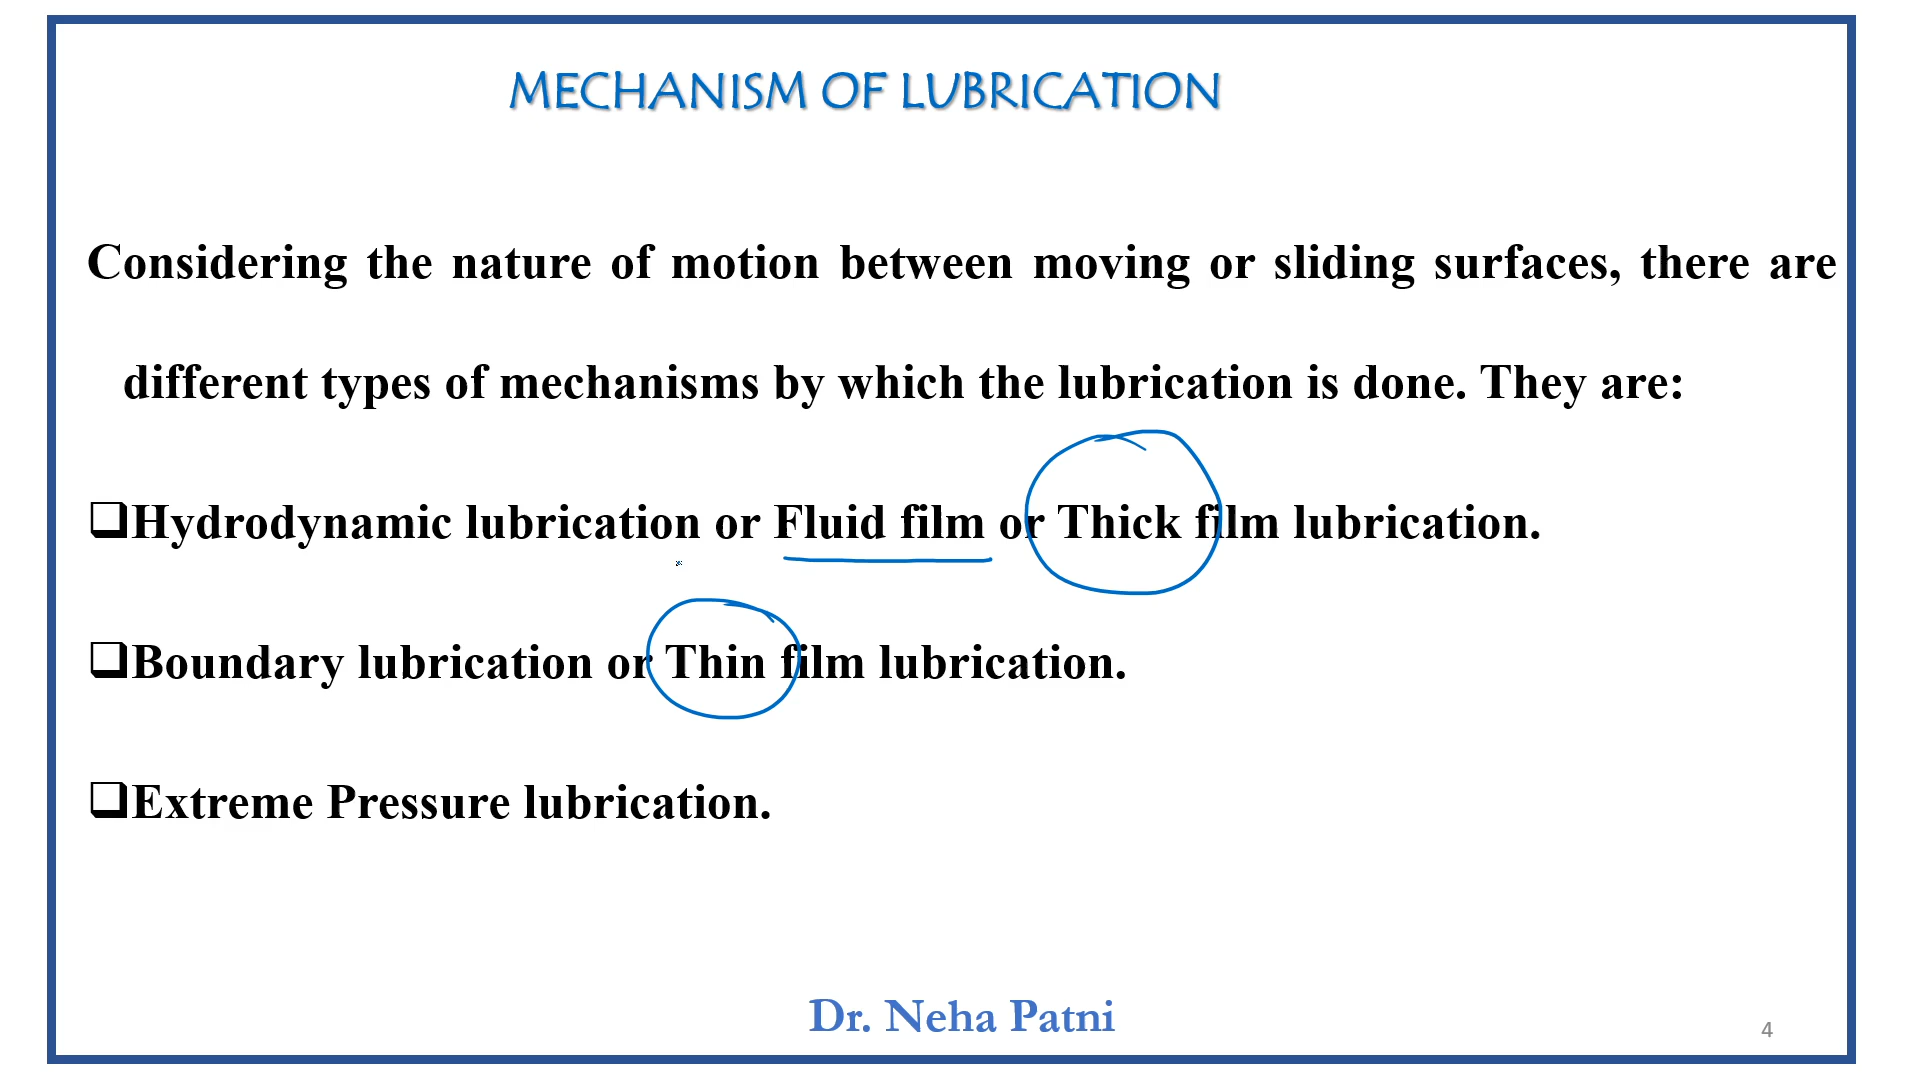 MECHANISM OF LUBRICATION
Considering the nature of motion between moving or sliding surfaces, there are
different types of mechanisms by which the lubrication is done. They are:
❑Hydrodynamic lubrication or Fluid film or Thick film lubrication.
❑Boundary lubrication or Thin film lubrication.
❑Extreme Pressure lubrication.
Dr. Neha Patni
4